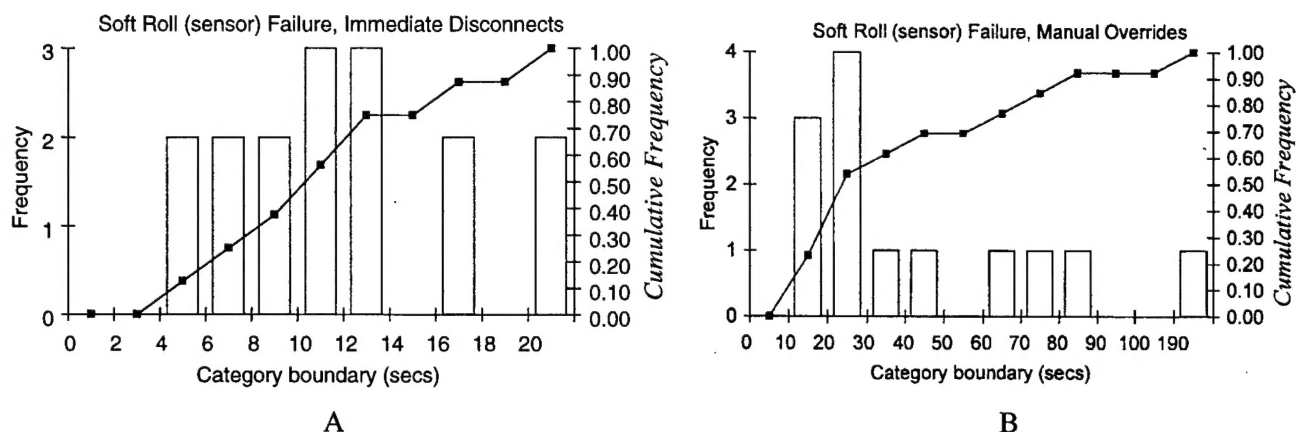 Soft Roll (sensor) Failure, Immediate Disconnects
3
2
1
0
Frequency
1.00
0.90
0.80
0.70
0.60
0.50
0.40
0.30
0.20
0.10
0.00
Cumulative Frequency
0 2 4 6 8 10 12 14 16 18 20
Category boundary (secs)
A
Soft Roll (sensor) Failure, Manual Overrides
4
3
2
1
0
Frequency
1.00
0.90
0.80
0.70
0.60
0.50
0.40
0.30
0.20
0.10
0.00
Cumulative Frequency
0 10 20 30 40 50 60 70 80 90 100 190
Category boundary (secs)
B